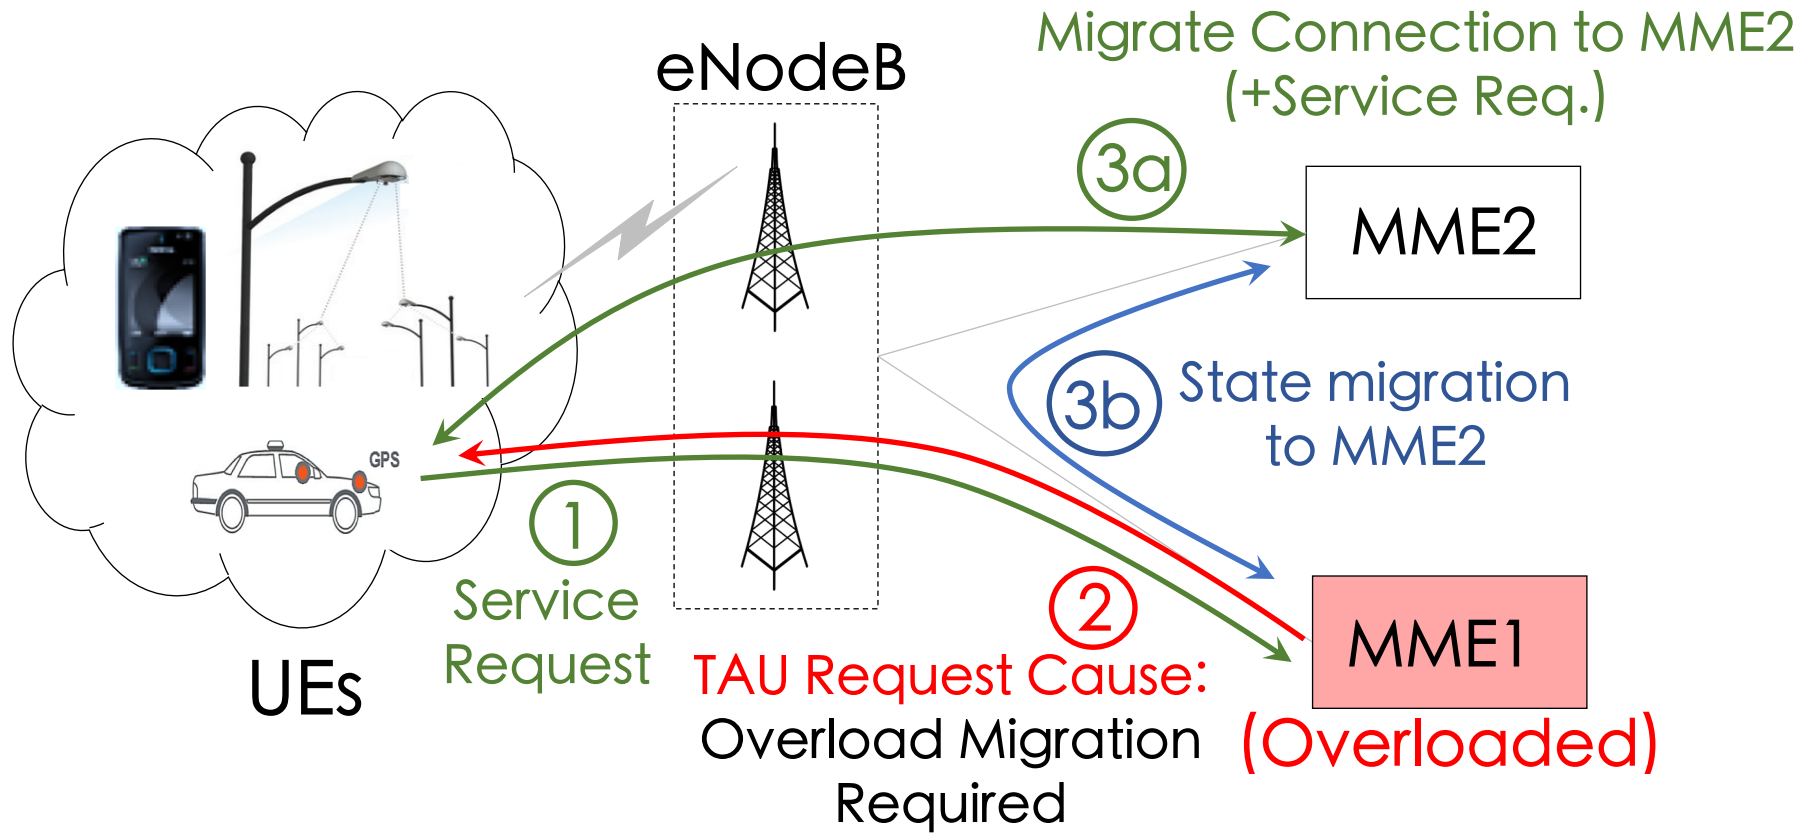 Migrate Connection to MME2
(+Service Req.)
eNodeB
3a
MME2
3b
State migration
to MME2
GPS
1
Service
Request
UEs
2
TAU Request Cause:
Overload Migration
Required
MME1
(Overloaded)